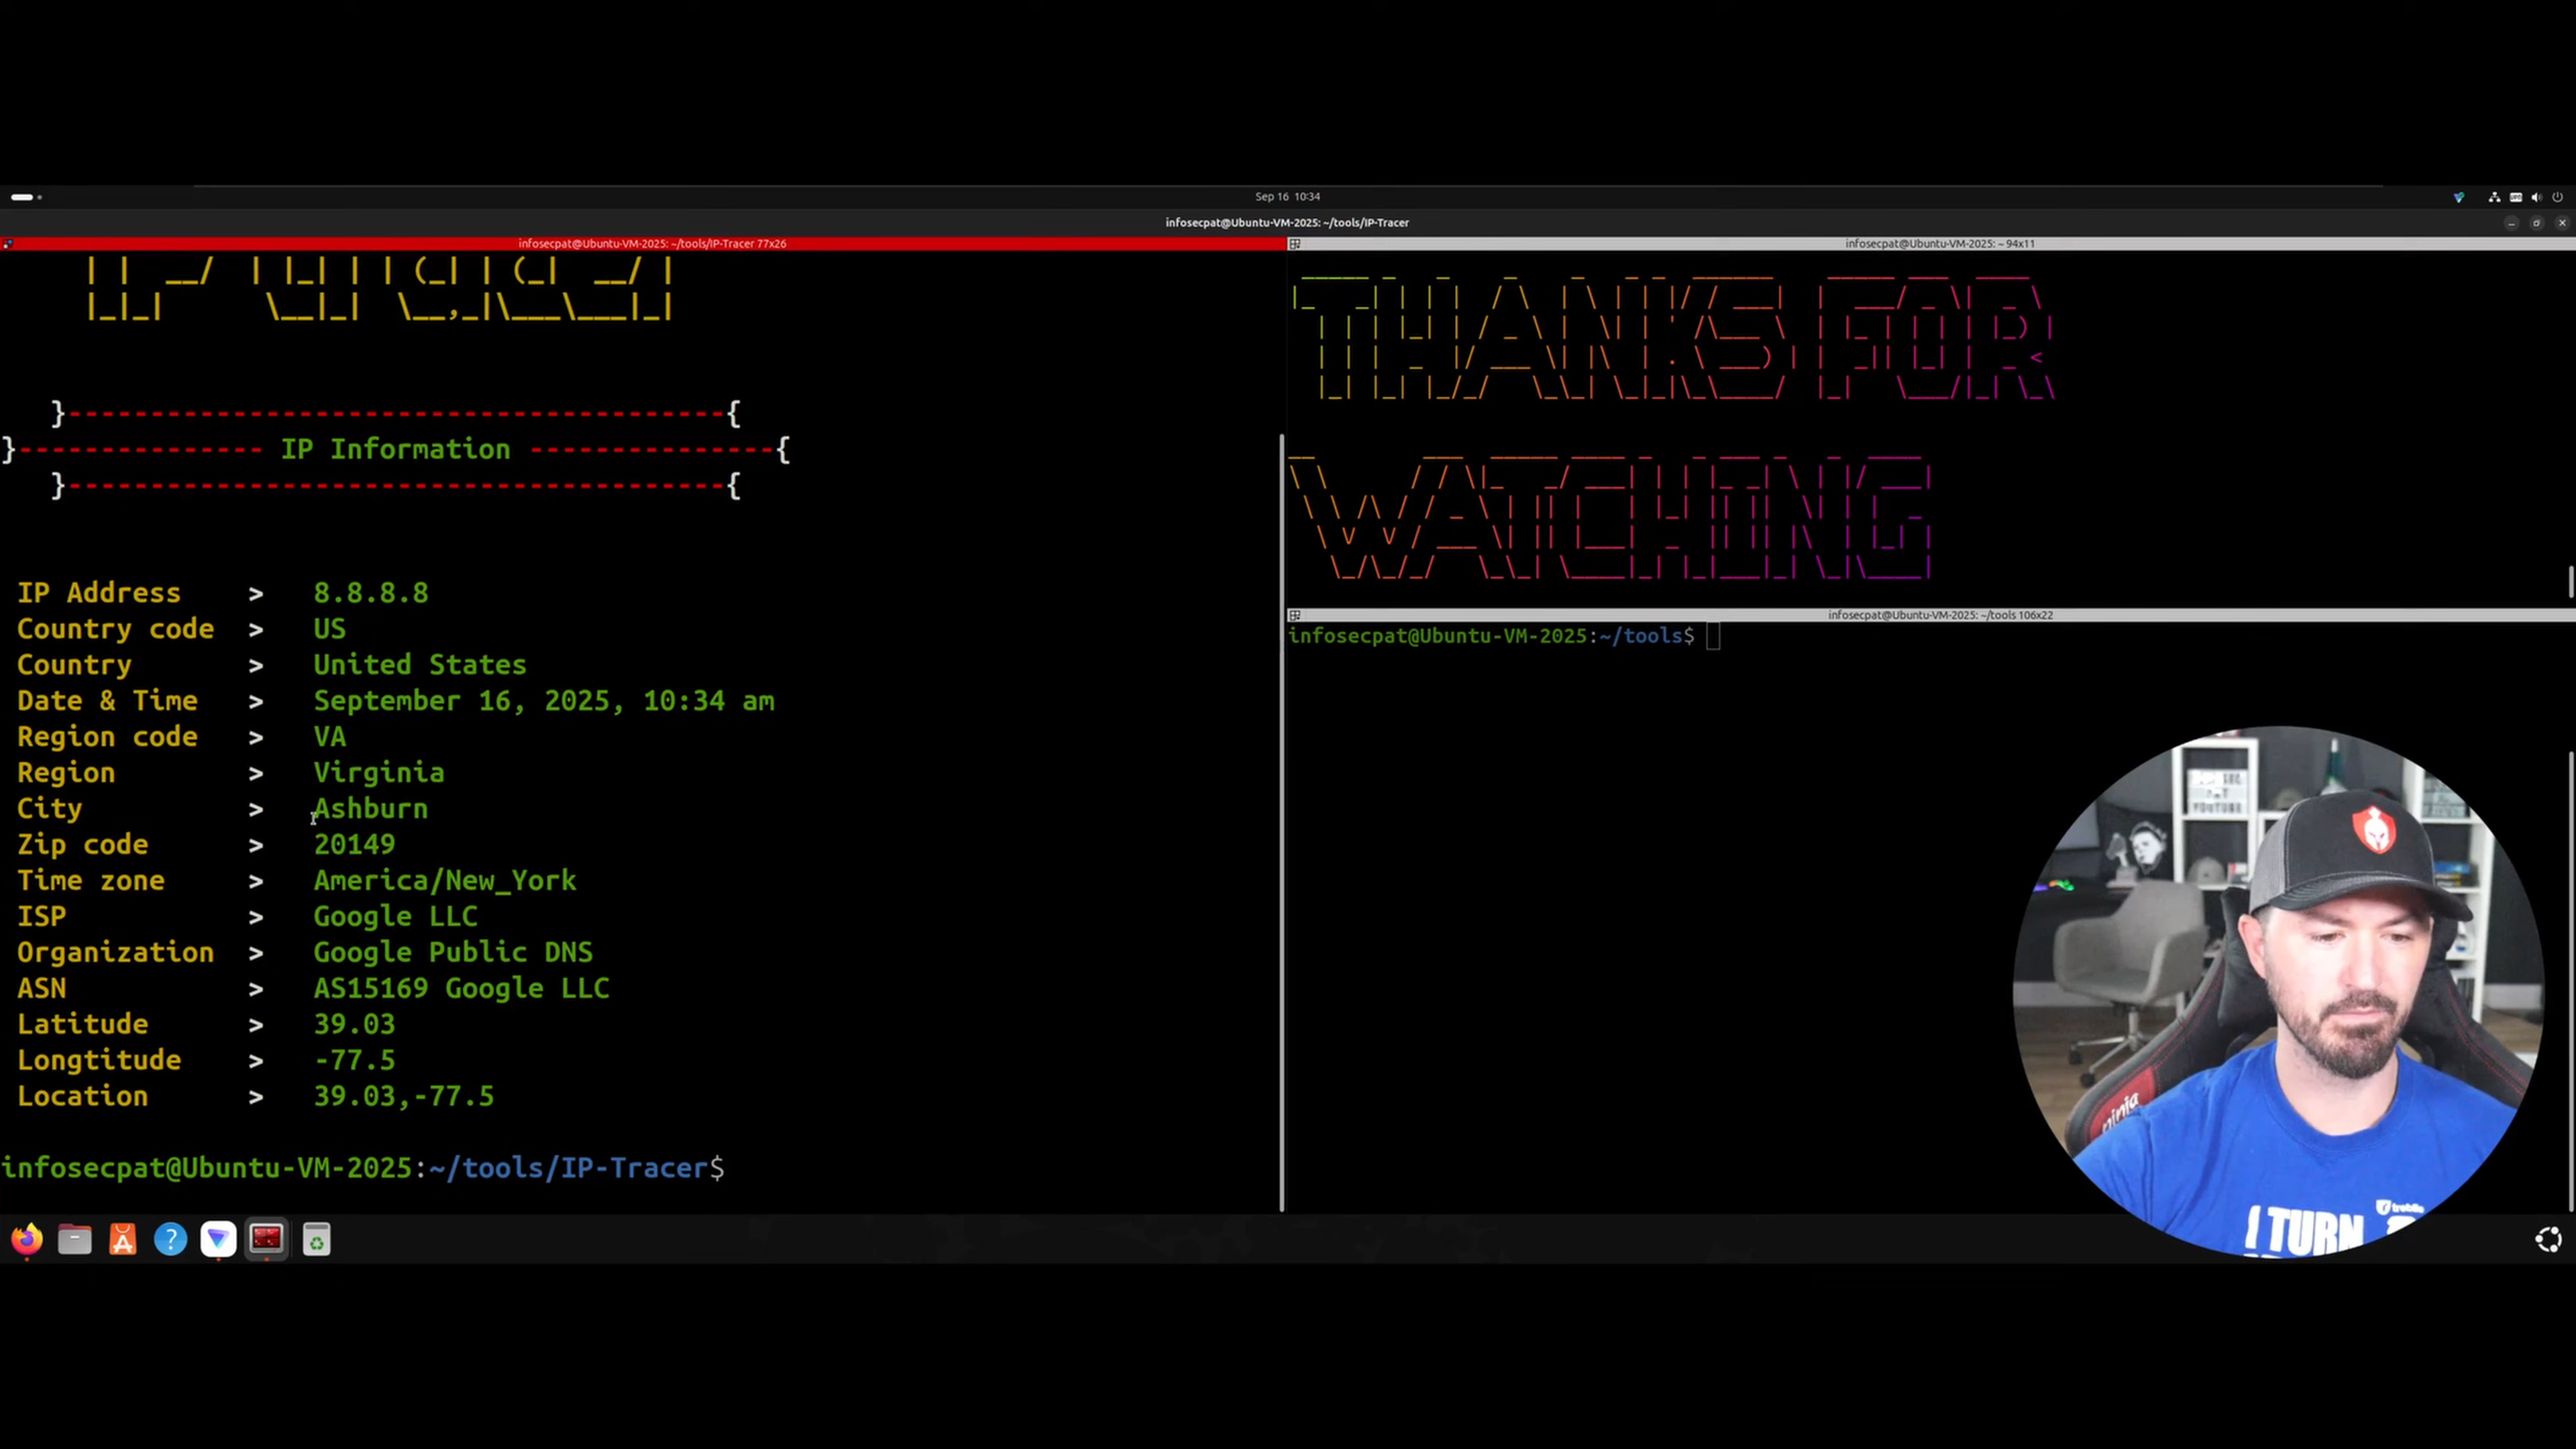 Sep 16 10:34
infosecpat@Ubuntu-VM-2025: ~/tools/IP-Tracer
infosecpat@Ubuntu-VM-2025: ~/tools/IP-Tracer 77x26
IP Information
IP Address > 8.8.8.8
Country code > US
Country > United States
Date & Time > September 16, 2025, 10:34 am
Region code > VA
Region > Virginia
City > Ashburn
Zip code > 20149
Time zone > America/New_York
ISP > Google LLC
Organization > Google Public DNS
ASN > AS15169 Google LLC
Latitude > 39.03
Longtitude > -77.5
Location > 39.03,-77.5
infosecpat@Ubuntu-VM-2025:~/tools/IP-Tracer$
infosecpat@Ubuntu-VM-2025: ~ 94x11
THANKS FOR
WATCHING
infosecpat@Ubuntu-VM-2025: ~/tools 106x22
infosecpat@Ubuntu-VM-2025:~/tools$
YOUTUBE
ninja
I TURN